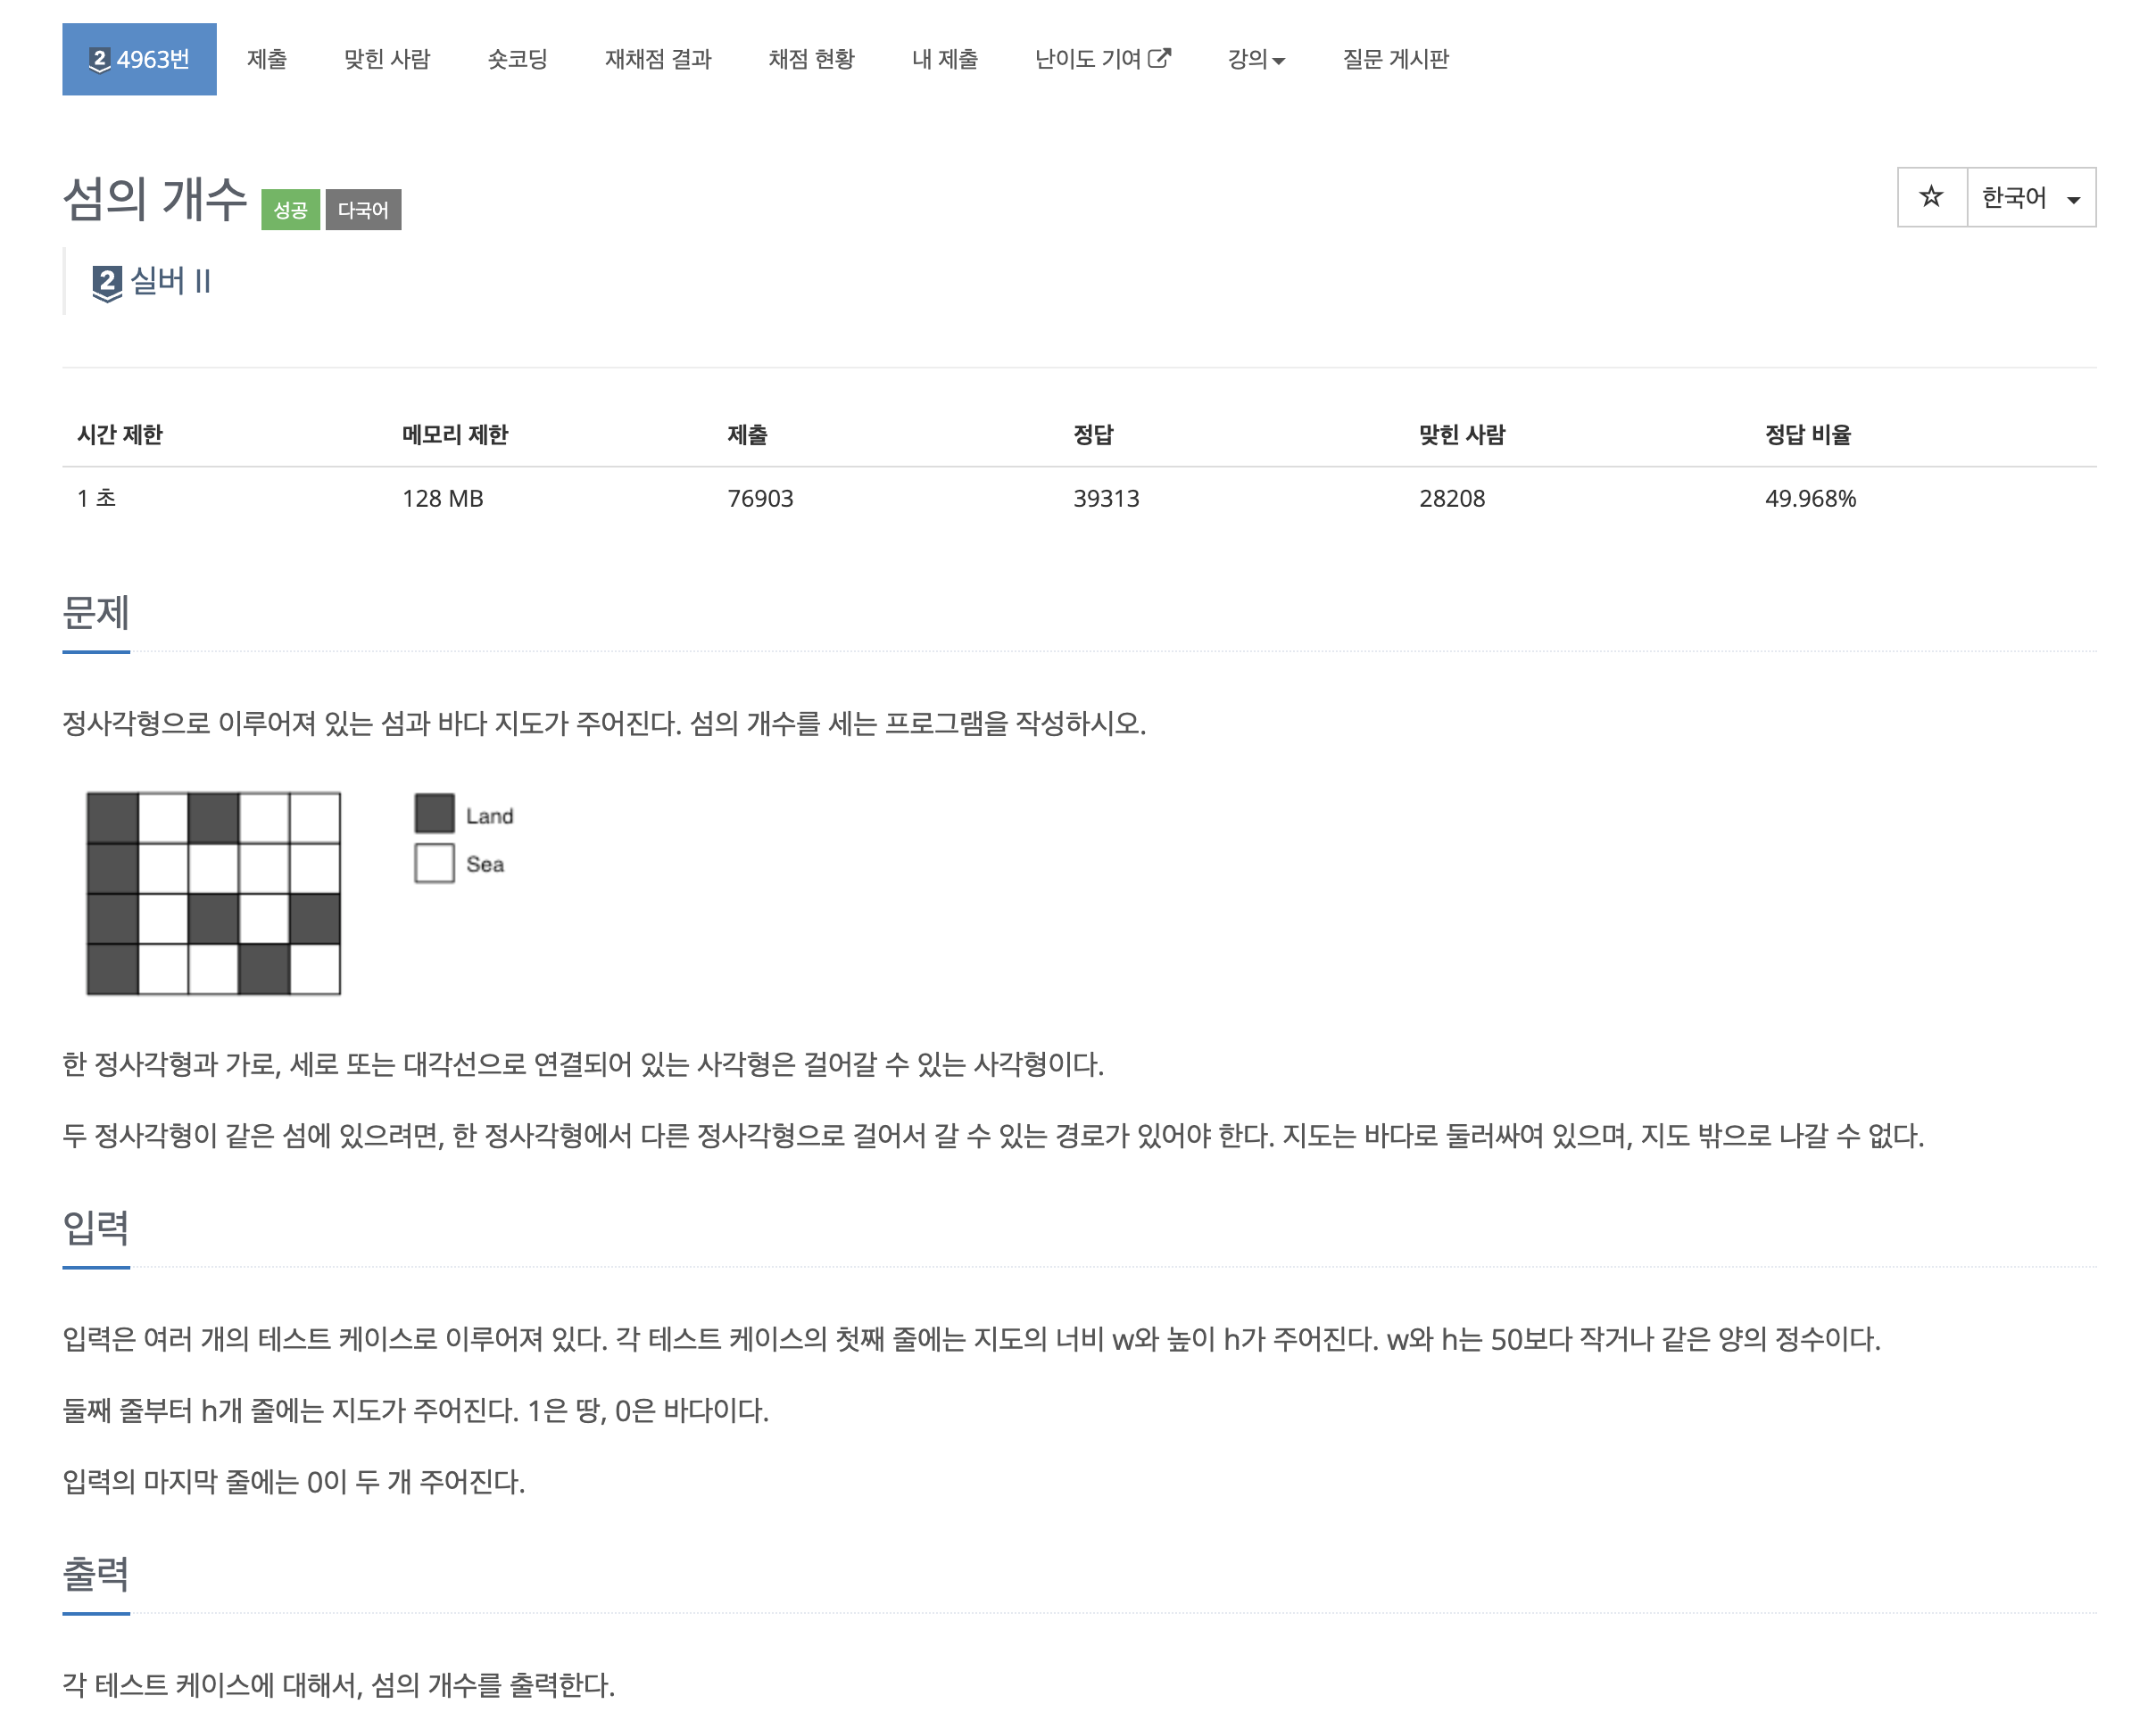 2 4963번 제출 맞힌 사람 숏코딩 재채점 결과 채점 현황 내 제출 난이도 기여 강의 질문 게시판
섬의 개수 성공 다국어 ☆ 한국어
2 실버 II
시간 제한 메모리 제한 제출 정답 맞힌 사람 정답 비율
1 초 128 MB 76903 39313 28208 49.968%
문제
정사각형으로 이루어져 있는 섬과 바다 지도가 주어진다. 섬의 개수를 세는 프로그램을 작성하시오.
Land
Sea
한 정사각형과 가로, 세로 또는 대각선으로 연결되어 있는 사각형은 걸어갈 수 있는 사각형이다.
두 정사각형이 같은 섬에 있으려면, 한 정사각형에서 다른 정사각형으로 걸어서 갈 수 있는 경로가 있어야 한다. 지도는 바다로 둘러싸여 있으며, 지도 밖으로 나갈 수 없다.
입력
입력은 여러 개의 테스트 케이스로 이루어져 있다. 각 테스트 케이스의 첫째 줄에는 지도의 너비 w와 높이 h가 주어진다. w와 h는 50보다 작거나 같은 양의 정수이다.
둘째 줄부터 h개 줄에는 지도가 주어진다. 1은 땅, 0은 바다이다.
입력의 마지막 줄에는 0이 두 개 주어진다.
출력
각 테스트 케이스에 대해서, 섬의 개수를 출력한다.